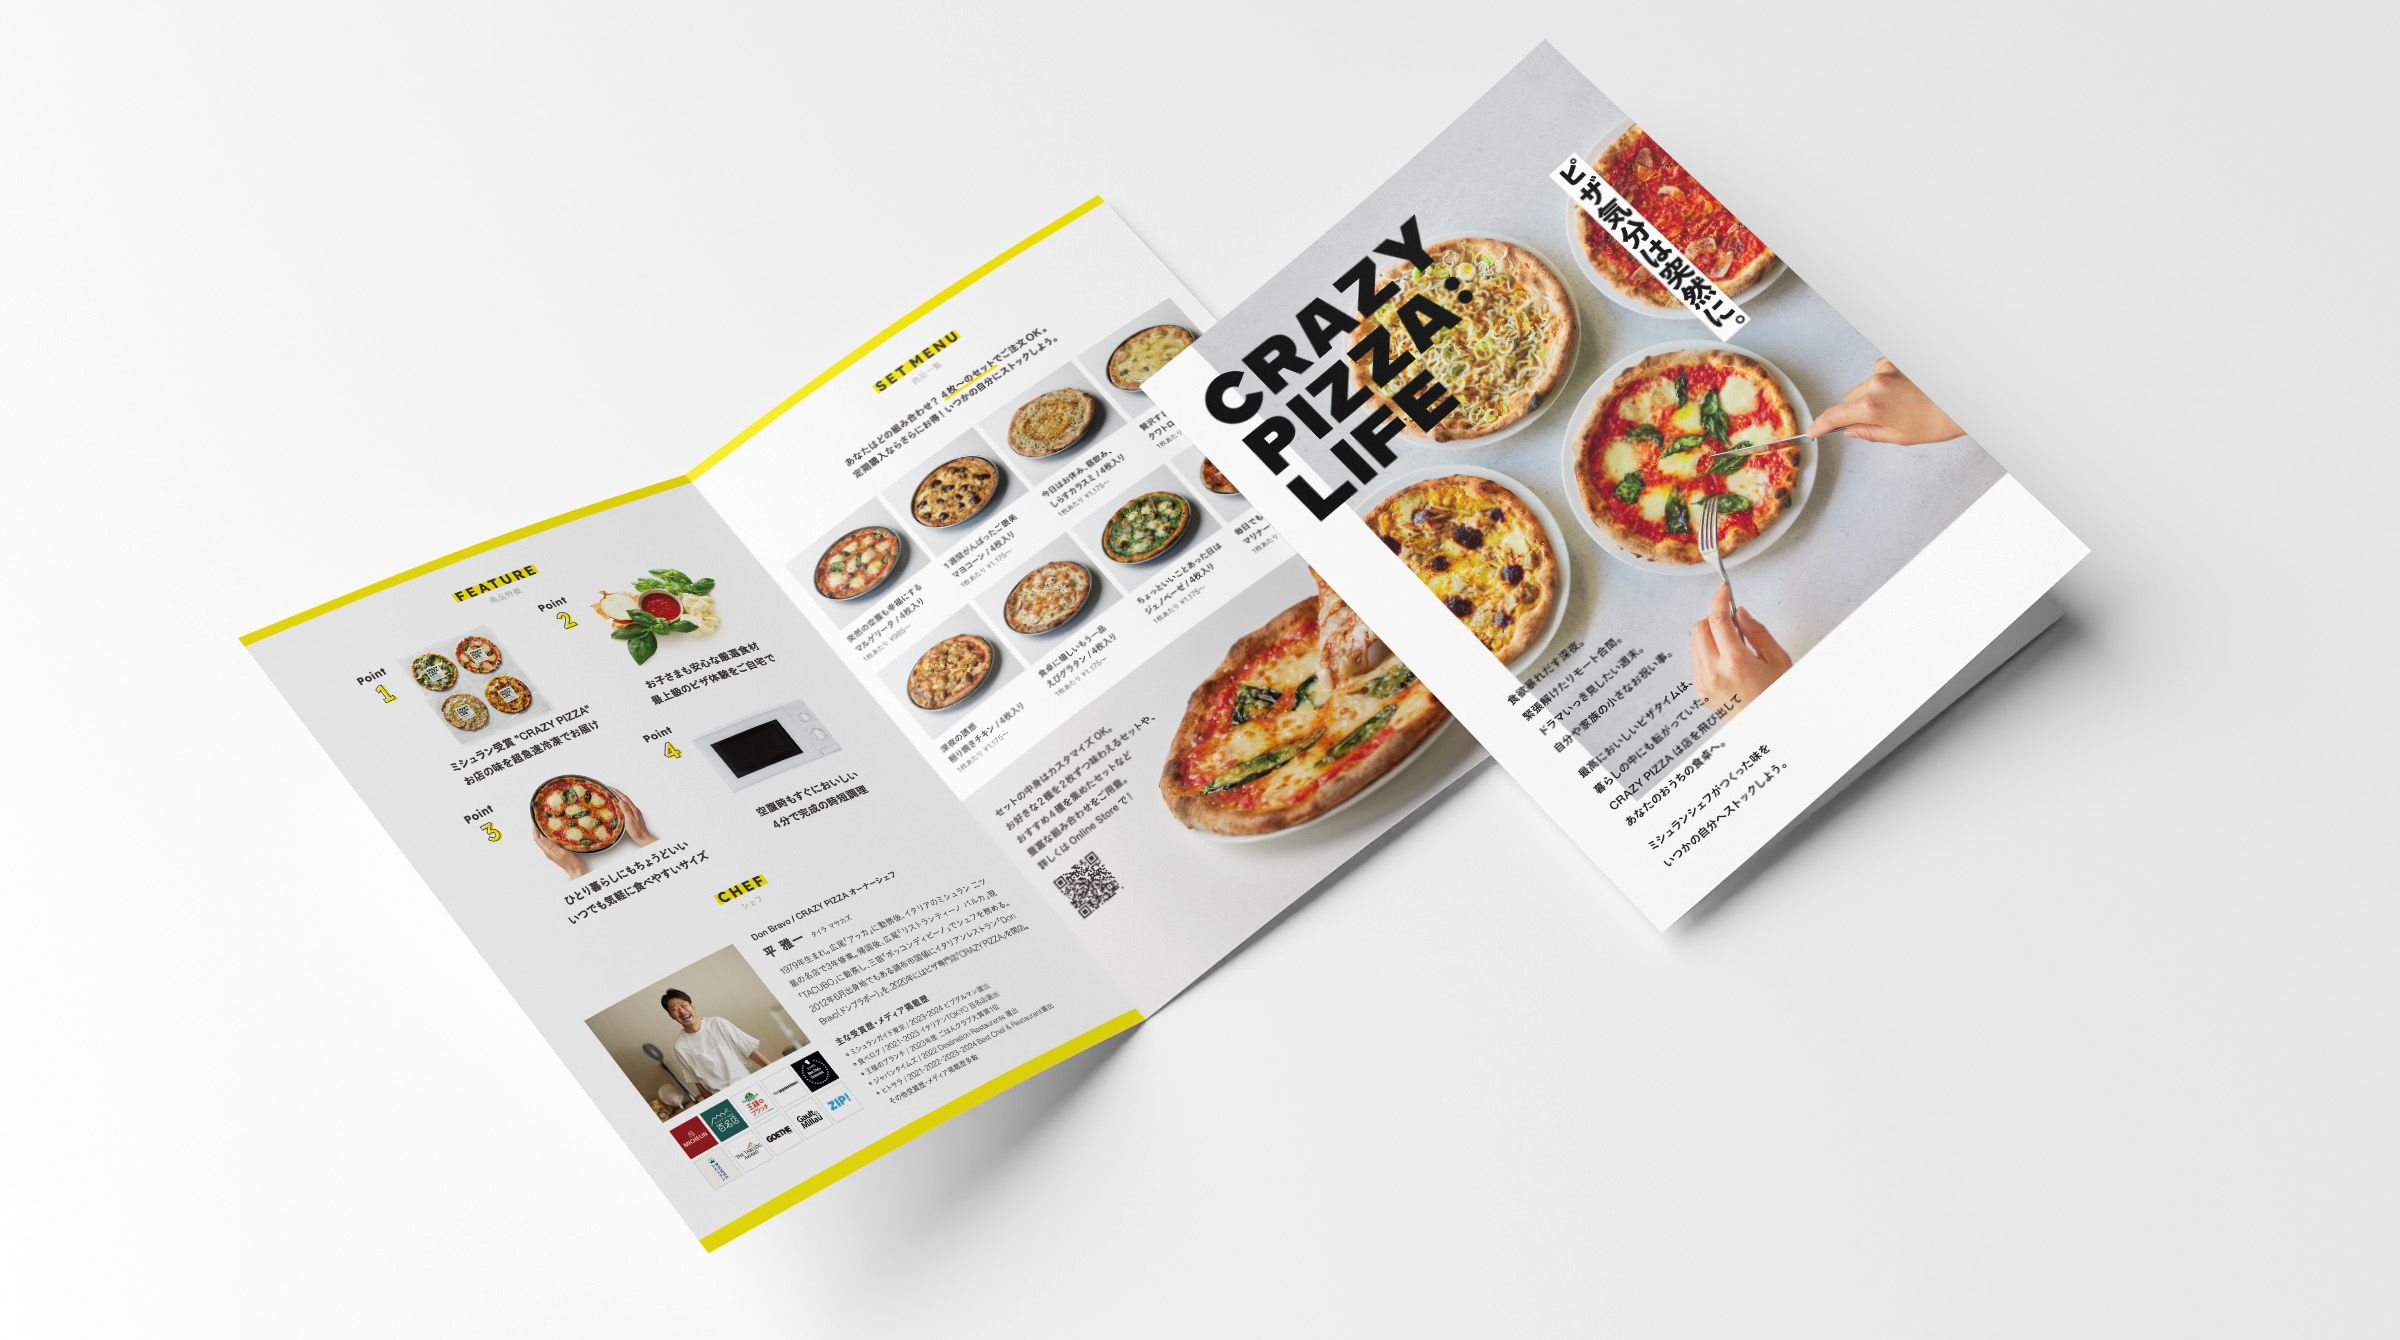 FEATURE
商品特徴
Point
1
ミシュラン受賞“CRAZY PIZZA”
お店の味を超急速冷凍でお届け
Point
2
お子さまも安心な厳選食材
最上級のピザ体験をご自宅で
Point
3
ひとり暮らしにもちょうどいい
いつでも気軽に食べやすいサイズ
Point
4
空腹時もすぐにおいしい
4分で完成の時短調理
CHEF
シェフ
Don Bravo / CRAZY PIZZA オーナーシェフ
平 雅一 タイラ マサカズ
1979年生まれ。広尾「アッカ」に勤務後、イタリアのミシュラン 二ツ
星の名店で3年修業。帰国後、広尾「リストランティーノ バルカ」現
「TACUBO」に勤務し、三宿「ボッコンディビーノ」でシェフを務める。
2012年6月出身地でもある調布市国領にイタリアンレストラン「Don
Bravo(ドンブラボー)」を、2020年にはピザ専門誌“CRAZY PIZZA”を開店。
主な受賞歴・メディア掲載歴
ミシュランガイド東京 / 2023-2024 ビブグルマン選出
食べログ / 2021-2023 イタリアンTOKYO 百名店選出
王様のブランチ / 2023年度 ごはんクラブ大賞第1位
ジャパンタイムズ / 2022 Destination Restaurants 選出
ヒトサラ / 2021-2022・2023-2024 Best Chef & Restaurant選出
その他受賞歴・メディア掲載歴多数
MICHELIN
百名店
王様の
ブランチ
THE TABELOG
AWARD
GOETHE
Gault
Millau
ZIP!
SET MENU
商品一覧
あなたはどの組み合わせ？ 4枚〜のセットでご注文OK。
定期購入ならさらにお得！いつかの自分にストックしよう。
突然の空腹も幸福にする
マルゲリータ / 4枚入り
1枚あたり ¥985〜
1週間がんばったご褒美
マヨコーン / 4枚入り
1枚あたり ¥1,175〜
今日はお休み、昼飲み、
しらすカラスミ / 4枚入り
1枚あたり ¥1,175〜
贅沢す
クワトロ
1枚あたり
深夜の誘惑
照り焼きチキン / 4枚入り
1枚あたり ¥1,175〜
食卓に嬉しいもう一品
えびグラタン / 4枚入り
1枚あたり ¥1,175〜
ちょっといいことあった日は
ジェノベーゼ / 4枚入り
1枚あたり ¥1,175〜
毎日でも
マリナー
1枚あたり
セットの中身はカスタマイズOK。
お好きな2種を2枚ずつ味わえるセットや、
おすすめ4種を集めたセットなど
豊富な組み合わせをご用意。
詳しくは Online Store で！
CRAZY
PIZZA:
LIFE
ピザ気分は突然に。
食欲暴れだす深夜。
緊張解けたリモート合間。
ドラマいっき見したい週末。
自分や家族の小さなお祝い事。
最高においしいピザタイムは、
暮らしの中にも転がっていた。
CRAZY PIZZA は店を飛び出して
あなたのおうちの食卓へ。
ミシュランシェフがつくった味を
いつかの自分へストックしよう。